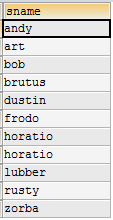 sname
andy
art
bob
brutus
dustin
frodo
horatio
horatio
lubber
rusty
zorba